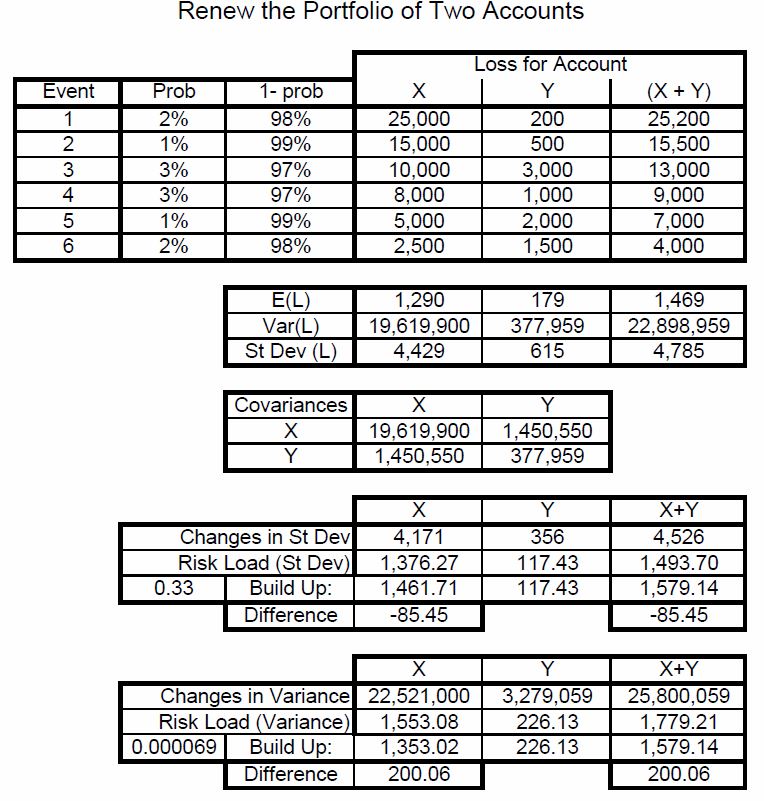 Renew the Portfolio of Two Accounts
Loss for Account
Event Prob 1- prob X Y (X + Y)
1 2% 98% 25,000 200 25,200
2 1% 99% 15,000 500 15,500
3 3% 97% 10,000 3,000 13,000
4 3% 97% 8,000 1,000 9,000
5 1% 99% 5,000 2,000 7,000
6 2% 98% 2,500 1,500 4,000
E(L) 1,290 179 1,469
Var(L) 19,619,900 377,959 22,898,959
St Dev (L) 4,429 615 4,785
Covariances X Y
X 19,619,900 1,450,550
Y 1,450,550 377,959
X Y X+Y
Changes in St Dev 4,171 356 4,526
Risk Load (St Dev) 1,376.27 117.43 1,493.70
0.33 Build Up: 1,461.71 117.43 1,579.14
Difference -85.45 -85.45
X Y X+Y
Changes in Variance 22,521,000 3,279,059 25,800,059
Risk Load (Variance) 1,553.08 226.13 1,779.21
0.000069 Build Up: 1,353.02 226.13 1,579.14
Difference 200.06 200.06